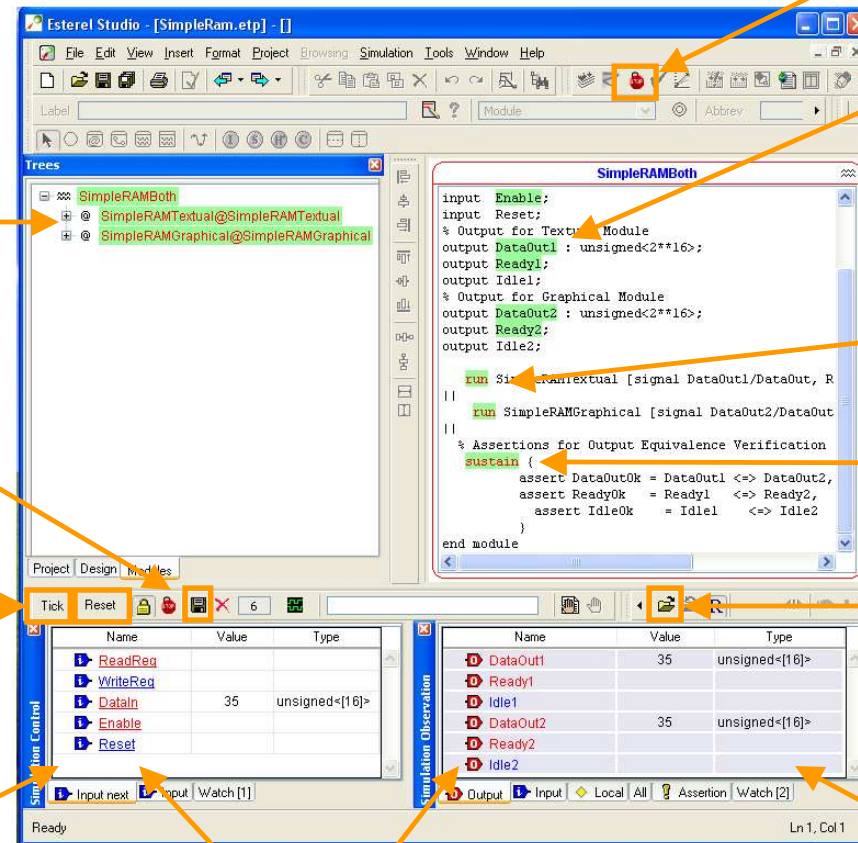 Esterel Studio - [SimpleRam.etp] - []
File Edit View Insert Format Project Browsing Simulation Tools Window Help
Label
? Module
Abbrev
Trees
SimpleRAMBoth
@ SimpleRAMTextual@SimpleRAMTextual
@ SimpleRAMGraphical@SimpleRAMGraphical
Project Design Modules
SimpleRAMBoth
input Enable;
input Reset;
% Output for Textual Module
output DataOut1 : unsigned<2**16>;
output Ready1;
output Idle1;
% Output for Graphical Module
output DataOut2 : unsigned<2**16>;
output Ready2;
output Idle2;
run SimpleRAMTextual [signal DataOut1/DataOut, R
||
run SimpleRAMGraphical [signal DataOut2/DataOut
||
% Assertions for Output Equivalence Verification
sustain {
assert DataOutOk = DataOut1 <=> DataOut2,
assert ReadyOk = Ready1 <=> Ready2,
assert IdleOk = Idle1 <=> Idle2
}
end module
Tick Reset 6
R
Simulation Control
Name Value Type
ReadReq
WriteReq
DataIn 35 unsigned<[16]>
Enable
Reset
Input next Input Watch [1]
Simulation Observation
Name Value Type
DataOut1 35 unsigned<[16]>
Ready1
Idle1
DataOut2 35 unsigned<[16]>
Ready2
Idle2
Output Input Local All Assertion Watch [2]
Ready
Ln 1, Col 1